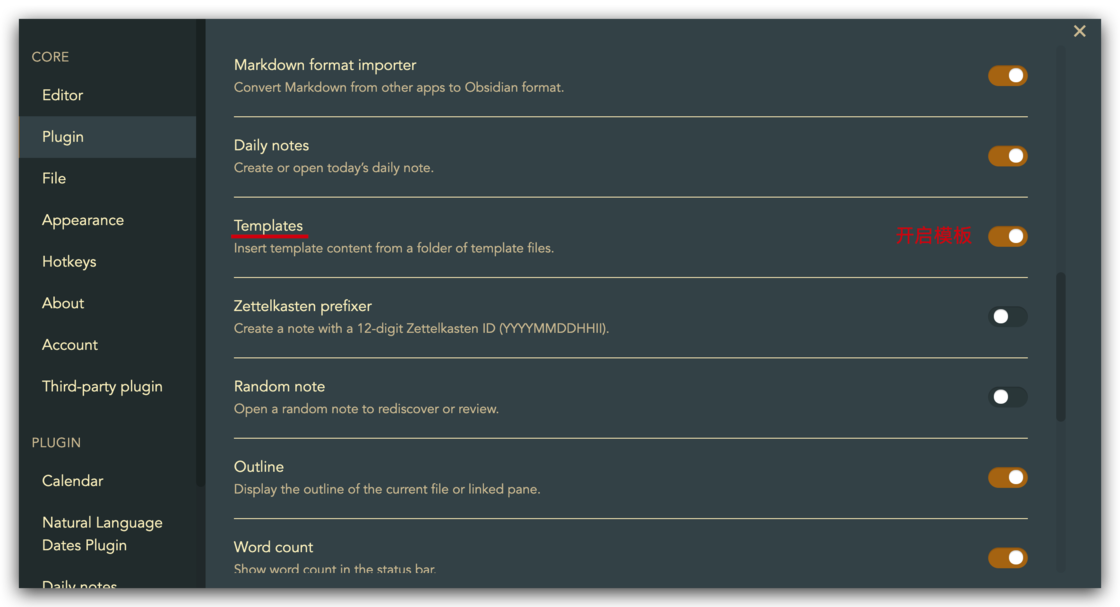 CORE
Editor
Plugin
File
Appearance
Hotkeys
About
Account
Third-party plugin
PLUGIN
Calendar
Natural Language
Dates Plugin
Daily notes
Markdown format importer
Convert Markdown from other apps to Obsidian format.
Daily notes
Create or open today's daily note.
Templates
Insert template content from a folder of template files.
开启模板
Zettelkasten prefixer
Create a note with a 12-digit Zettelkasten ID (YYYYMMDDHHII).
Random note
Open a random note to rediscover or review.
Outline
Display the outline of the current file or linked pane.
Word count
Show word count in the status bar.